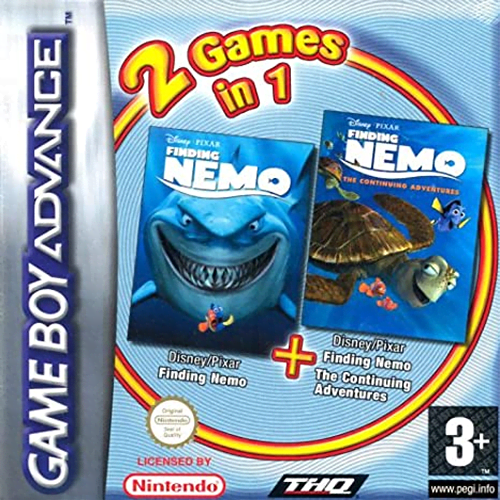 GAME BOY ADVANCE
TM
2 Games
in 1
Disney · PIXAR
FINDING
NEMO
Disney · PIXAR
FINDING
NEMO
THE CONTINUING ADVENTURES
Disney/Pixar
Finding Nemo
+
Disney/Pixar
Finding Nemo
The Continuing
Adventures
Original
Nintendo
Seal of
Quality
LICENSED BY
Nintendo
THQ
3+
TM
www.pegi.info